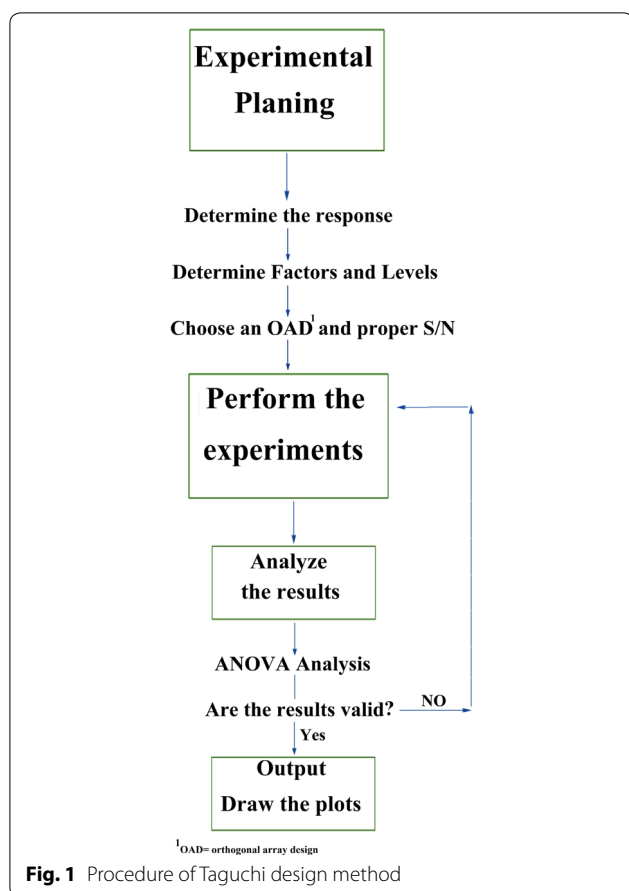 Experimental
Planing
Determine the response
Determine Factors and Levels
Choose an OAD¹ and proper S/N
Perform the
experiments
Analyze
the results
ANOVA Analysis
Are the results valid?
NO
Yes
Output
Draw the plots
¹OAD= orthogonal array design
Fig. 1 Procedure of Taguchi design method